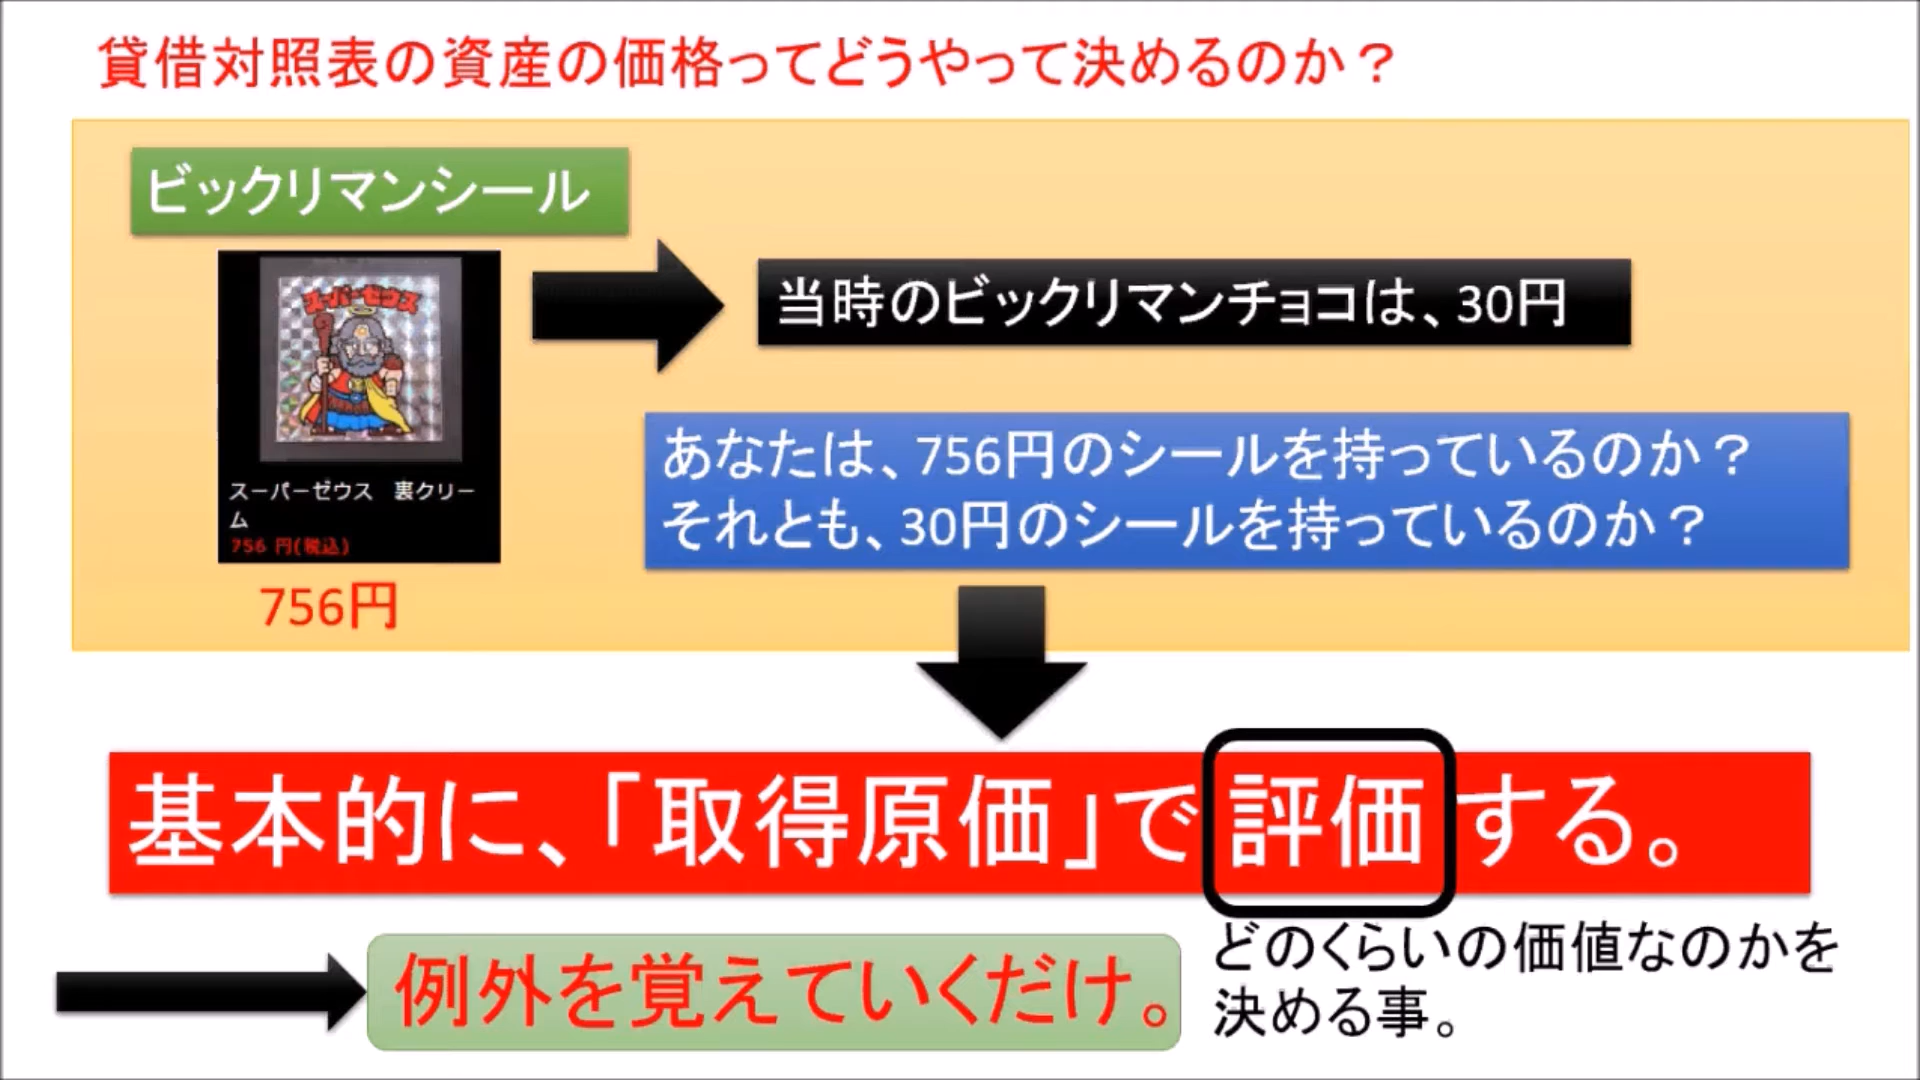 貸借対照表の資産の価格ってどうやって決めるのか？
ビックリマンシール
スーパーゼウス
スーパーゼウス　裏クリー
ム
756 円(税込)
756円
当時のビックリマンチョコは、30円
あなたは、756円のシールを持っているのか？
それとも、30円のシールを持っているのか？
基本的に、「取得原価」で評価する。
例外を覚えていくだけ。
どのくらいの価値なのかを
決める事。